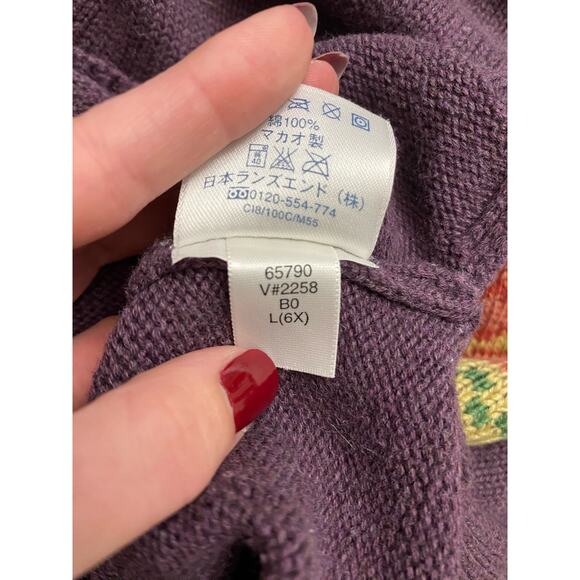 綿100%
マカオ製
日本ランズエンド（株）
0120-554-774
CI8/100C/M55
65790
V#2258
B0
L(6X)